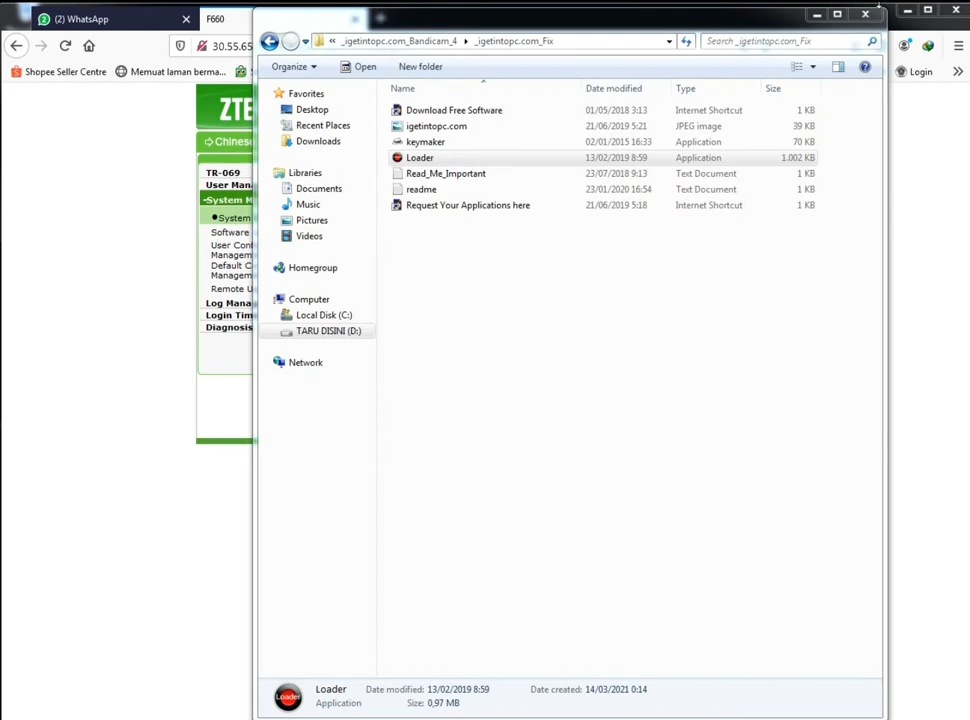 (2) WhatsApp
F660
30.55.65
Shopee Seller Centre
Memuat laman berma...
Login
ZTE
Chinese
TR-069
User Man
System M
System
Software
User Cont
Managem
Default C
Managem
Remote U
Log Mana
Login Tim
Diagnosis
_igetintopc.com_Bandicam_4
_igetintopc.com_Fix
Search _igetintopc.com_Fix
Organize
Open
New folder
Favorites
Desktop
Recent Places
Downloads
Libraries
Documents
Music
Pictures
Videos
Homegroup
Computer
Local Disk (C:)
TARU DISINI (D:)
Network
Name Date modified Type Size
Download Free Software 01/05/2018 3:13 Internet Shortcut 1 KB
igetintopc.com 21/06/2019 5:21 JPEG image 39 KB
keymaker 02/01/2015 16:33 Application 70 KB
Loader 13/02/2019 8:59 Application 1.002 KB
Read_Me_Important 23/07/2018 9:13 Text Document 1 KB
readme 23/01/2020 16:54 Text Document 1 KB
Request Your Applications here 21/06/2019 5:18 Internet Shortcut 1 KB
Loader
Loader Date modified: 13/02/2019 8:59 Date created: 14/03/2021 0:14
Application Size: 0,97 MB